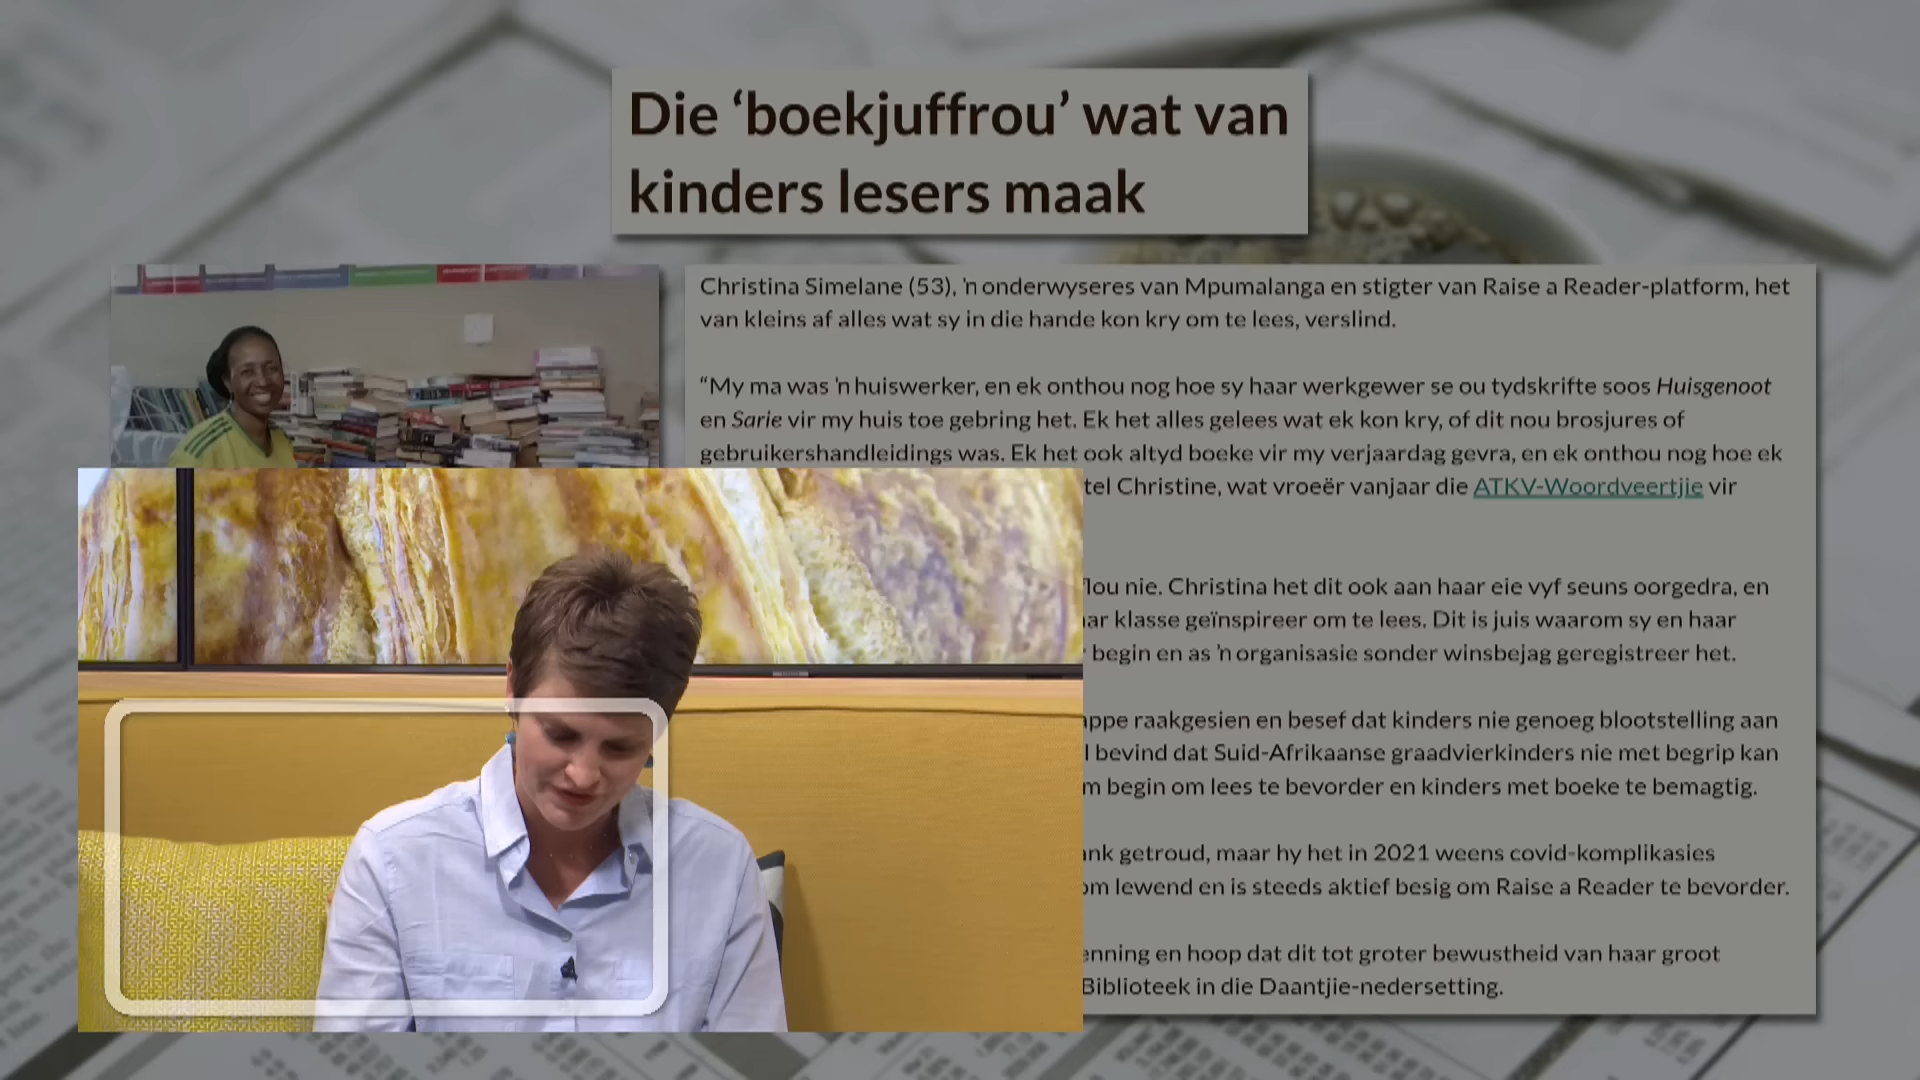 Die ‘boekjuffrou’ wat van
kinders lesers maak
Christina Simelane (53), 'n onderwyseres van Mpumalanga en stigter van Raise a Reader-platform, het
van kleins af alles wat sy in die hande kon kry om te lees, verslind.
“My ma was 'n huiswerker, en ek onthou nog hoe sy haar werkgewer se ou tydskrifte soos Huisgenoot
en Sarie vir my huis toe gebring het. Ek het alles gelees wat ek kon kry, of dit nou brosjures of
gebruikershandleidings was. Ek het ook altyd boeke vir my verjaardag gevra, en ek onthou nog hoe ek
Christine, wat vroeër vanjaar die ATKV-Woordveertjie vir
nie. Christina het dit ook aan haar eie vyf seuns oorgedra, en
klasse geïnspireer om te lees. Dit is juis waarom sy en haar
begin en as 'n organisasie sonder winsbejag geregistreer het.
raakgesien en besef dat kinders nie genoeg blootstelling aan
bevind dat Suid-Afrikaanse graadvierkinders nie met begrip kan
begin om lees te bevorder en kinders met boeke te bemagtig.
getroud, maar hy het in 2021 weens covid-komplikasies
lewend en is steeds aktief besig om Raise a Reader te bevorder.
en hoop dat dit tot groter bewustheid van haar groot
Biblioteek in die Daantjie-nedersetting.